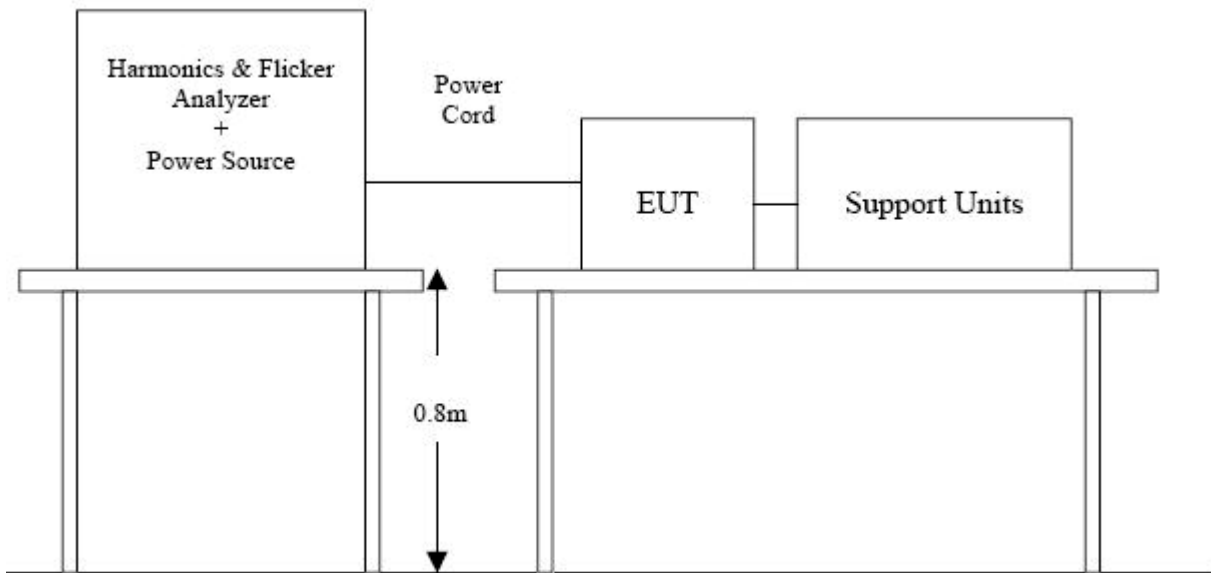 Harmonics & Flicker
Analyzer
+
Power Source
Power
Cord
EUT
Support Units
0.8m